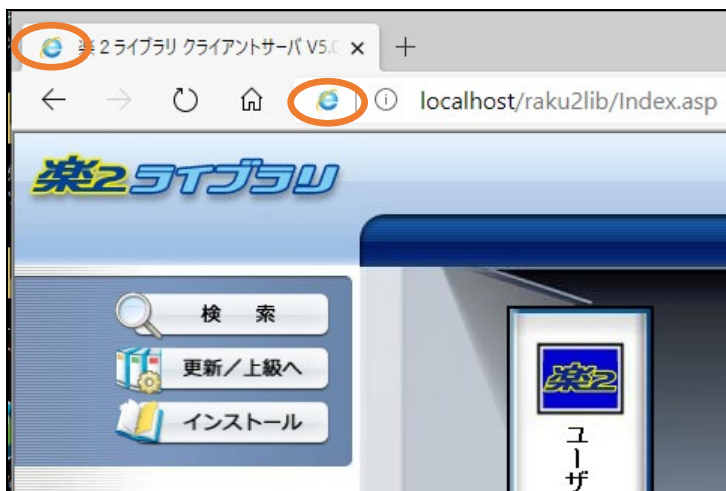 楽2ライブラリ クライアントサーバ V5.0
localhost/raku2lib/Index.asp
楽2ライブラリ
検 索
更新/上級へ
インストール
楽2
ユーザ